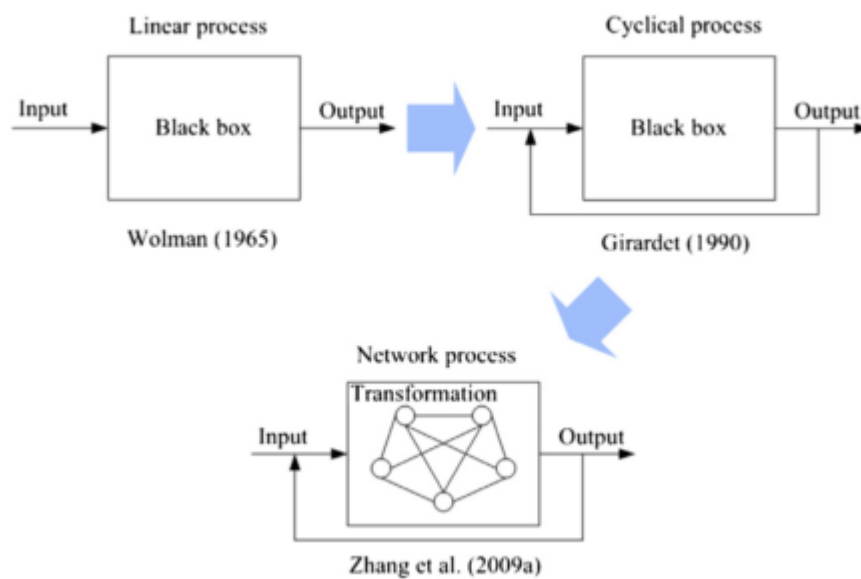 Linear process
Input
Black box
Output
Wolman (1965)
Cyclical process
Input
Black box
Output
Girardet (1990)
Network process
Transformation
Input
Output
Zhang et al. (2009a)